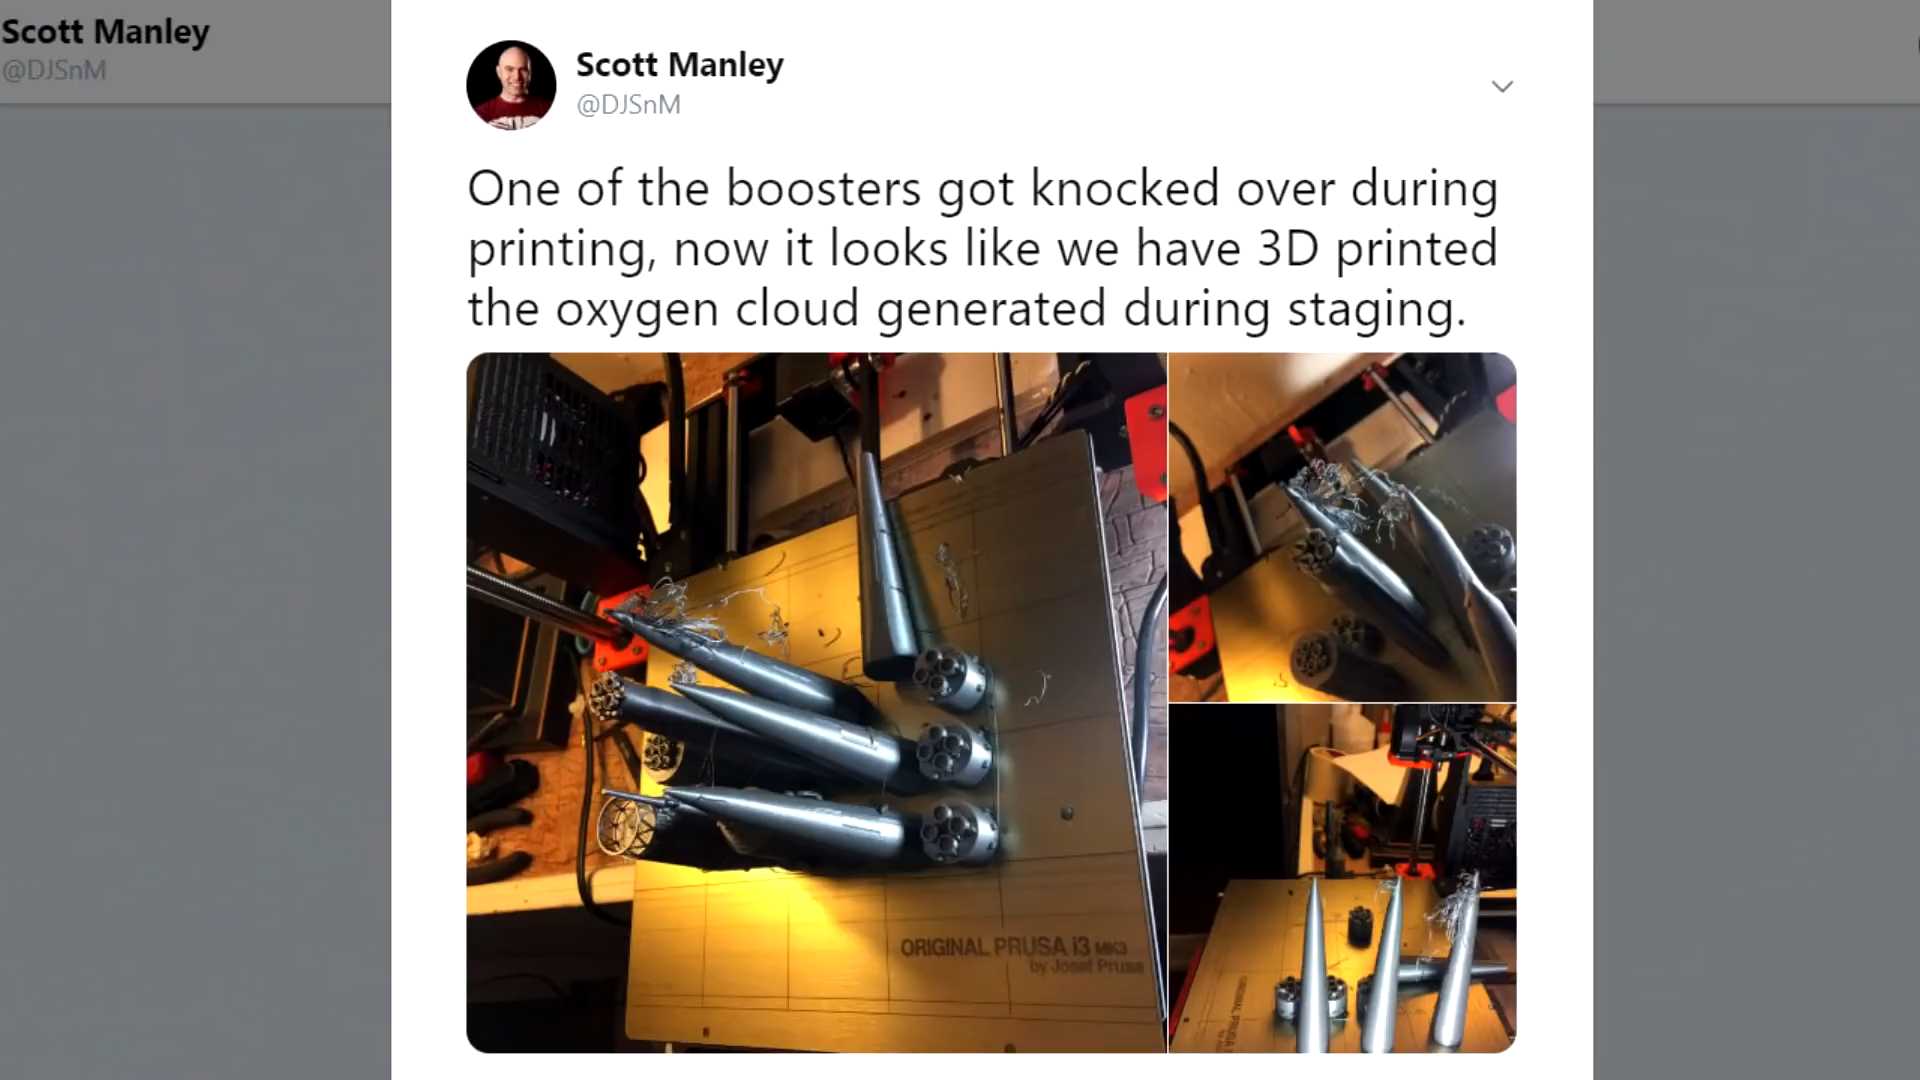 Scott Manley
@DJSnM
Scott Manley
@DJSnM
One of the boosters got knocked over during
printing, now it looks like we have 3D printed
the oxygen cloud generated during staging.
ORIGINAL PRUSA i3 MK3
by Josef Prusa